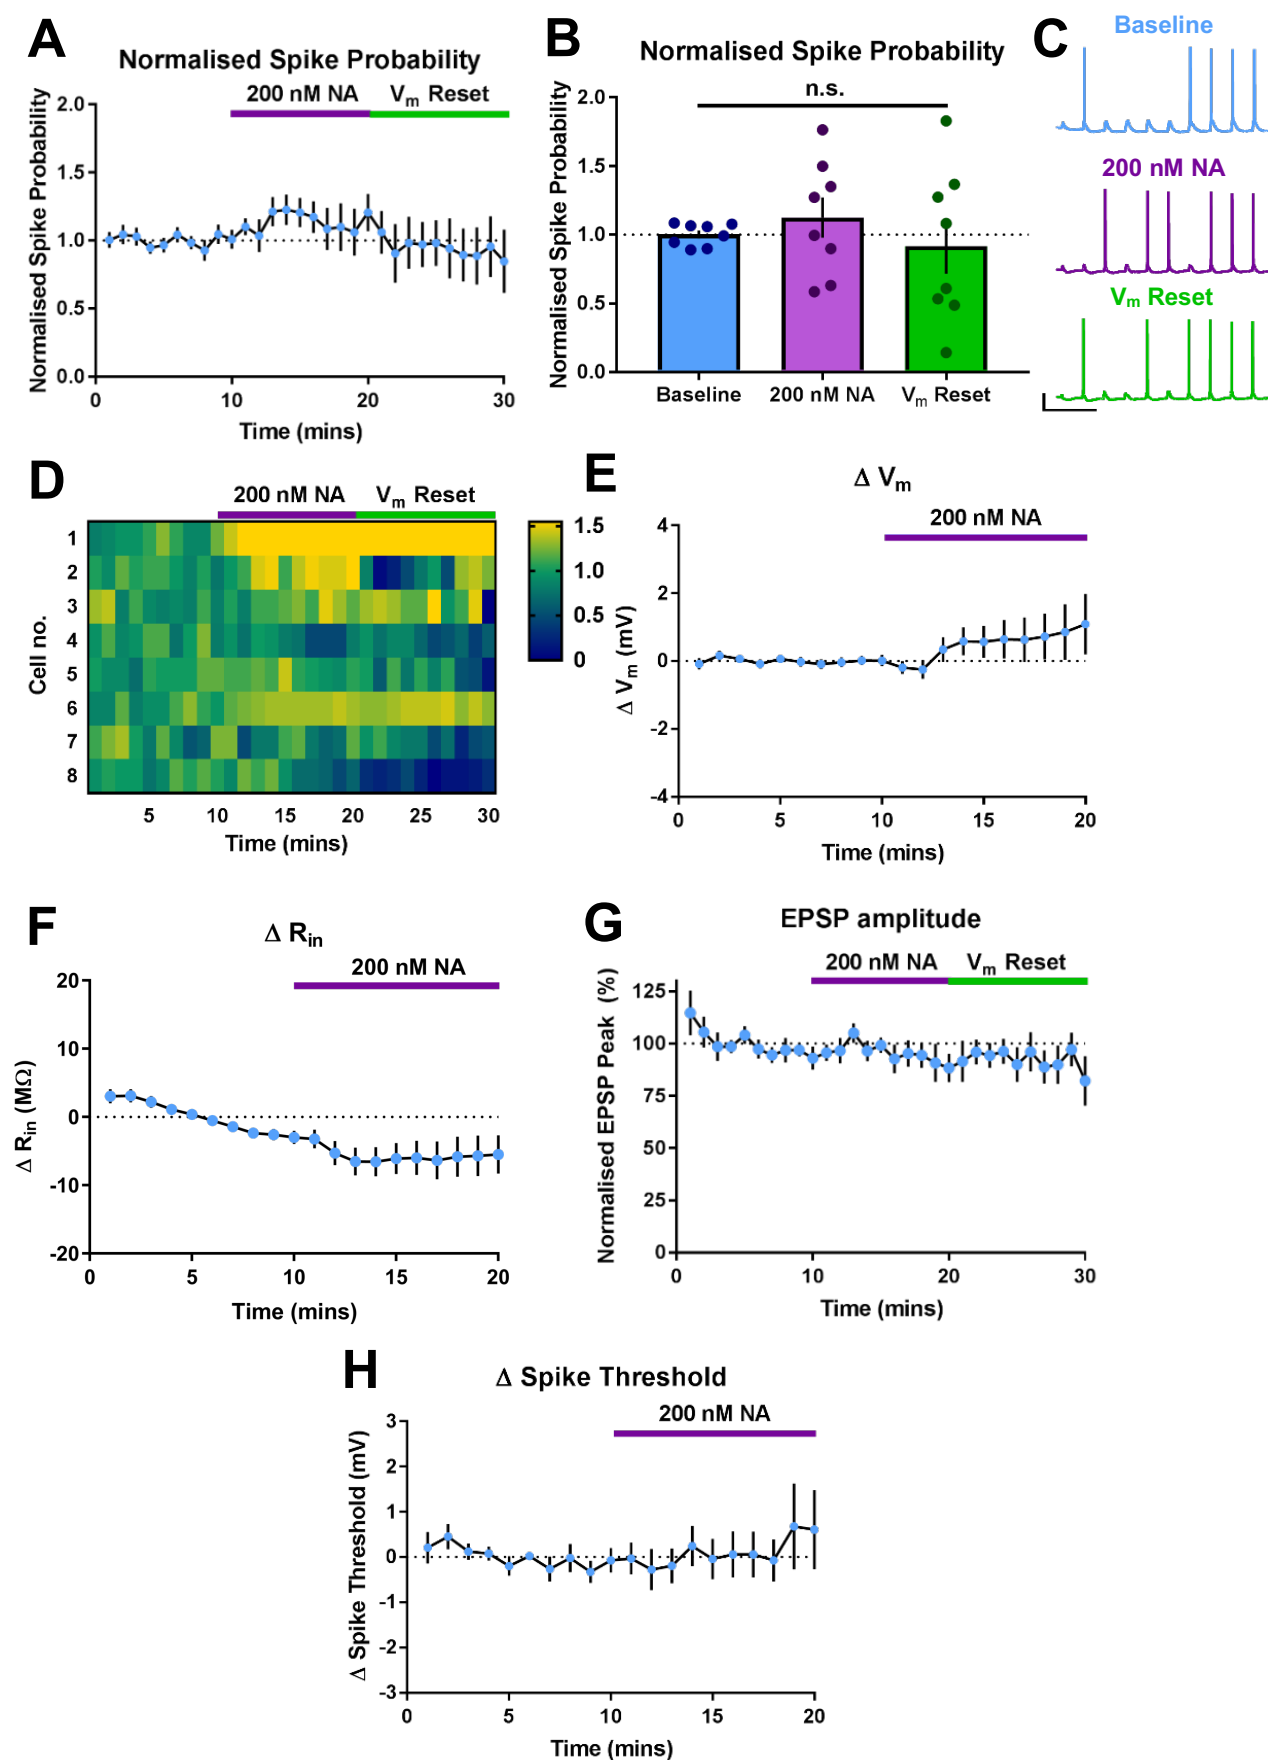 A
Normalised Spike Probability
200 nM NA
Vm Reset
Normalised Spike Probability
2.0
1.5
1.0
0.5
0.0
0
10
20
30
Time (mins)
B
Normalised Spike Probability
n.s.
Normalised Spike Probability
2.0
1.5
1.0
0.5
0.0
Baseline
200 nM NA
Vm Reset
C
Baseline
200 nM NA
Vm Reset
D
200 nM NA
Vm Reset
Cell no.
1
2
3
4
5
6
7
8
5
10
15
20
25
30
Time (mins)
1.5
1.0
0.5
0
E
Δ Vm
200 nM NA
Δ Vm (mV)
4
2
0
-2
-4
0
5
10
15
20
Time (mins)
F
Δ Rin
200 nM NA
Δ Rin (MΩ)
20
10
0
-10
-20
0
5
10
15
20
Time (mins)
G
EPSP amplitude
200 nM NA
Vm Reset
Normalised EPSP Peak (%)
125
100
75
50
25
0
0
10
20
30
Time (mins)
H
Δ Spike Threshold
200 nM NA
Δ Spike Threshold (mV)
3
2
1
0
-1
-2
-3
0
5
10
15
20
Time (mins)